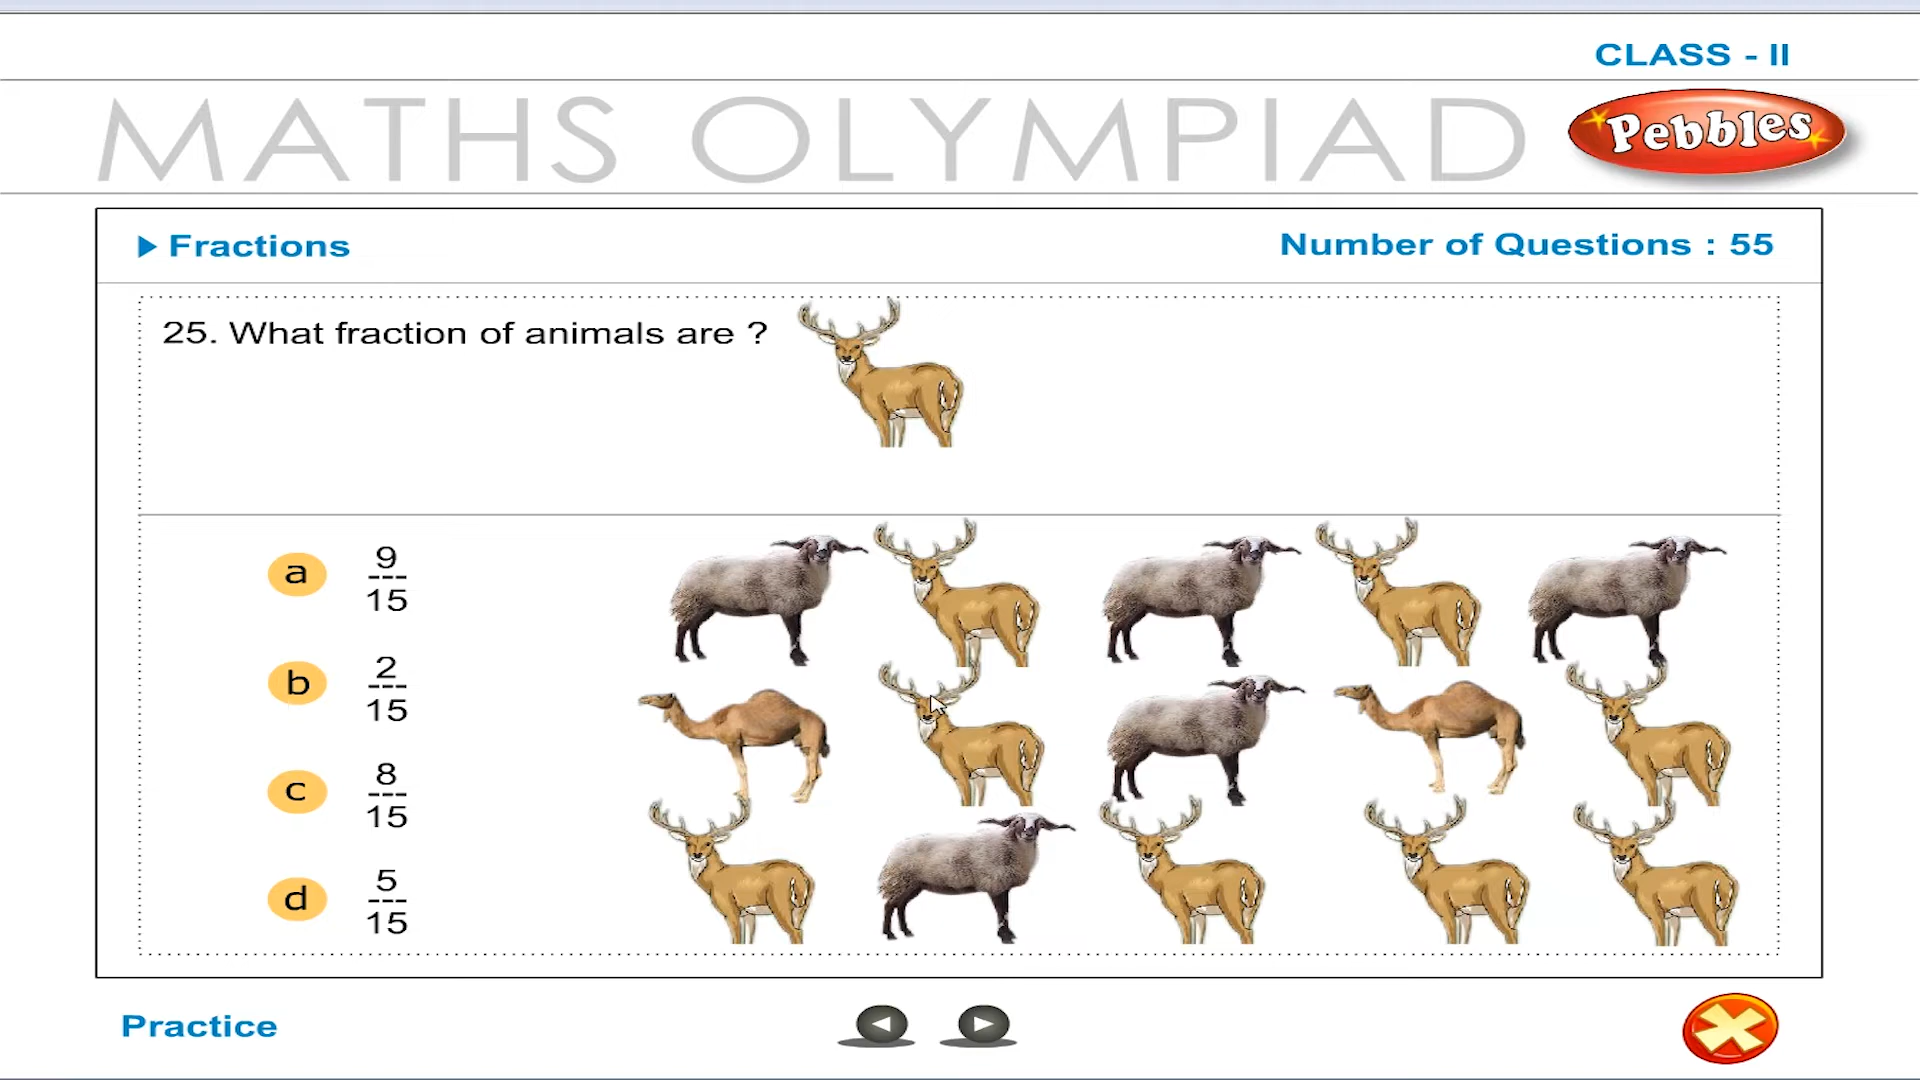 CLASS - II
MATHS OLYMPIAD
Pebbles
Fractions
Number of Questions : 55
25. What fraction of animals are ?
a
9
---
15
b
2
---
15
c
8
---
15
d
5
---
15
Practice